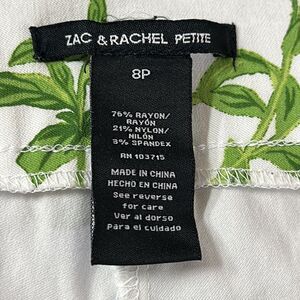 ZAC & RACHEL PETITE
8P
76% RAYON/
RAYÓN
21% NYLON/
NILÓN
3% SPANDEX
RN 103715
MADE IN CHINA
HECHO EN CHINA
See reverse
for care
Ver al dorso
para el cuidado